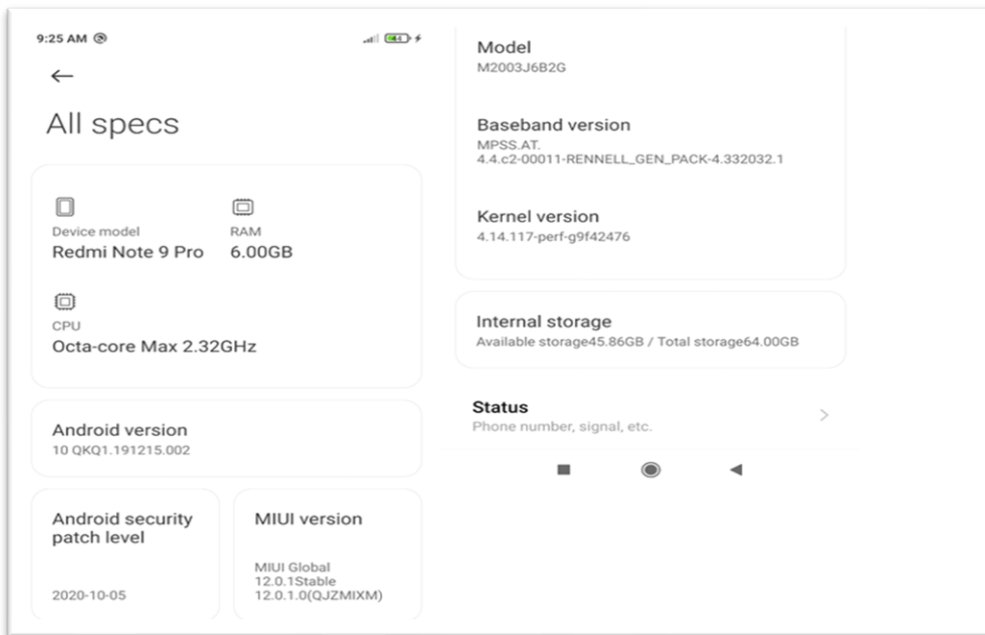 9:25 AM
44
All specs
Device model
Redmi Note 9 Pro
RAM
6.00GB
CPU
Octa-core Max 2.32GHz
Android version
10 QKQ1.191215.002
Android security
patch level
2020-10-05
MIUI version
MIUI Global
12.0.1Stable
12.0.1.0(QJZMIXM)
Model
M2003J6B2G
Baseband version
MPSS.AT.
4.4.c2-00011-RENNELL_GEN_PACK-4.332032.1
Kernel version
4.14.117-perf-g9f42476
Internal storage
Available storage45.86GB / Total storage64.00GB
Status
Phone number, signal, etc.